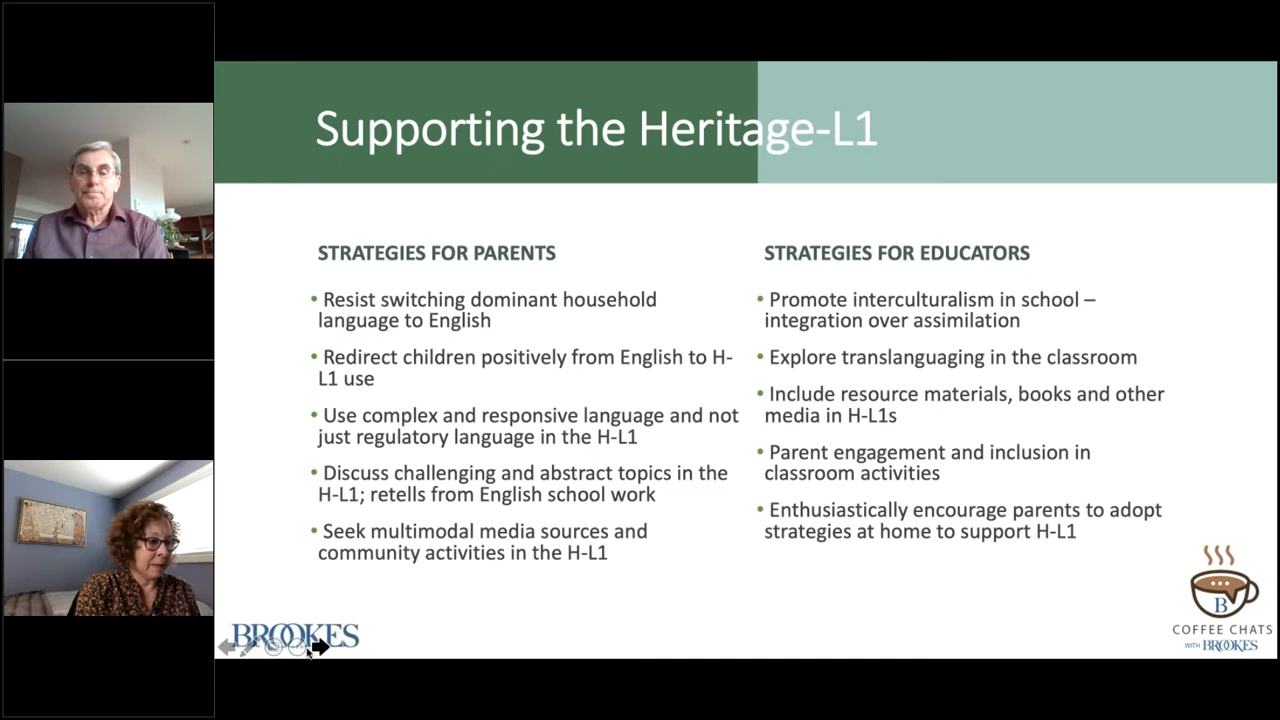 Supporting the Heritage-L1
STRATEGIES FOR PARENTS
• Resist switching dominant household
language to English
• Redirect children positively from English to H-
L1 use
• Use complex and responsive language and not
just regulatory language in the H-L1
• Discuss challenging and abstract topics in the
H-L1; retells from English school work
• Seek multimodal media sources and
community activities in the H-L1
STRATEGIES FOR EDUCATORS
• Promote interculturalism in school –
integration over assimilation
• Explore translanguaging in the classroom
• Include resource materials, books and other
media in H-L1s
• Parent engagement and inclusion in
classroom activities
• Enthusiastically encourage parents to adopt
strategies at home to support H-L1
BROOKES
B
COFFEE CHATS
WITH BROOKES